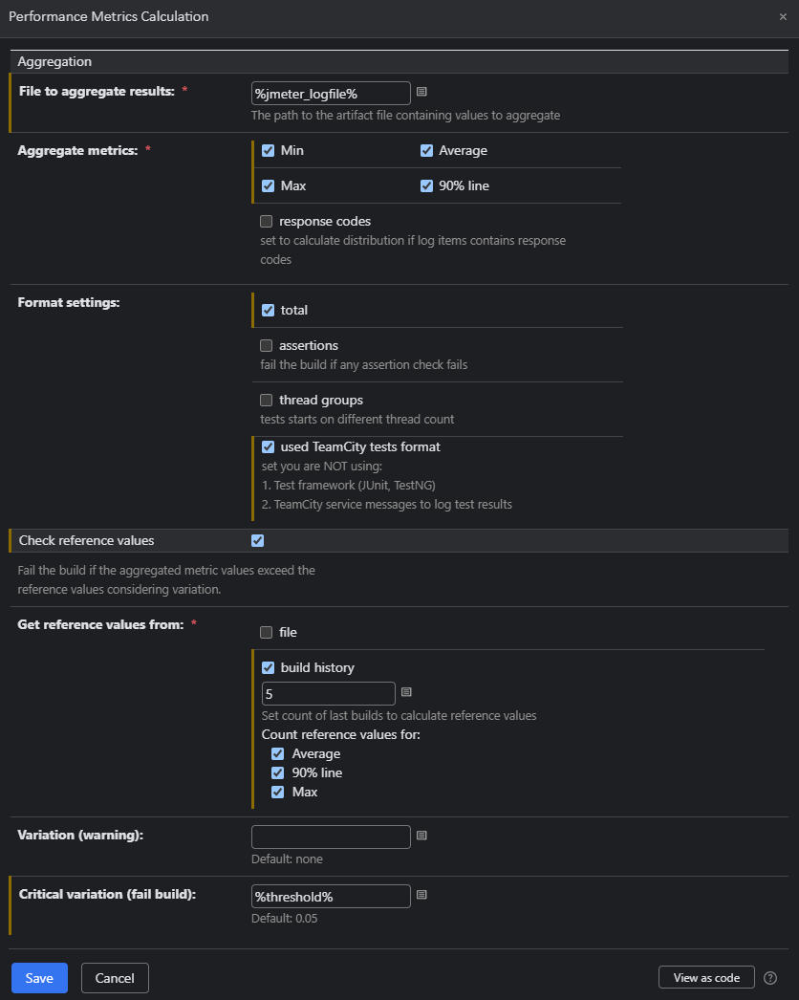 Performance Metrics Calculation
Aggregation
File to aggregate results: *
%jmeter_logfile%
The path to the artifact file containing values to aggregate
Aggregate metrics: *
Min Average
Max 90% line
response codes
set to calculate distribution if log items contains response
codes
Format settings:
total
assertions
fail the build if any assertion check fails
thread groups
tests starts on different thread count
used TeamCity tests format
set you are NOT using:
1. Test framework (JUnit, TestNG)
2. TeamCity service messages to log test results
Check reference values
Fail the build if the aggregated metric values exceed the
reference values considering variation.
Get reference values from: *
file
build history
5
Set count of last builds to calculate reference values
Count reference values for:
Average
90% line
Max
Variation (warning):
Default: none
Critical variation (fail build):
%threshold%
Default: 0.05
Save Cancel View as code ?